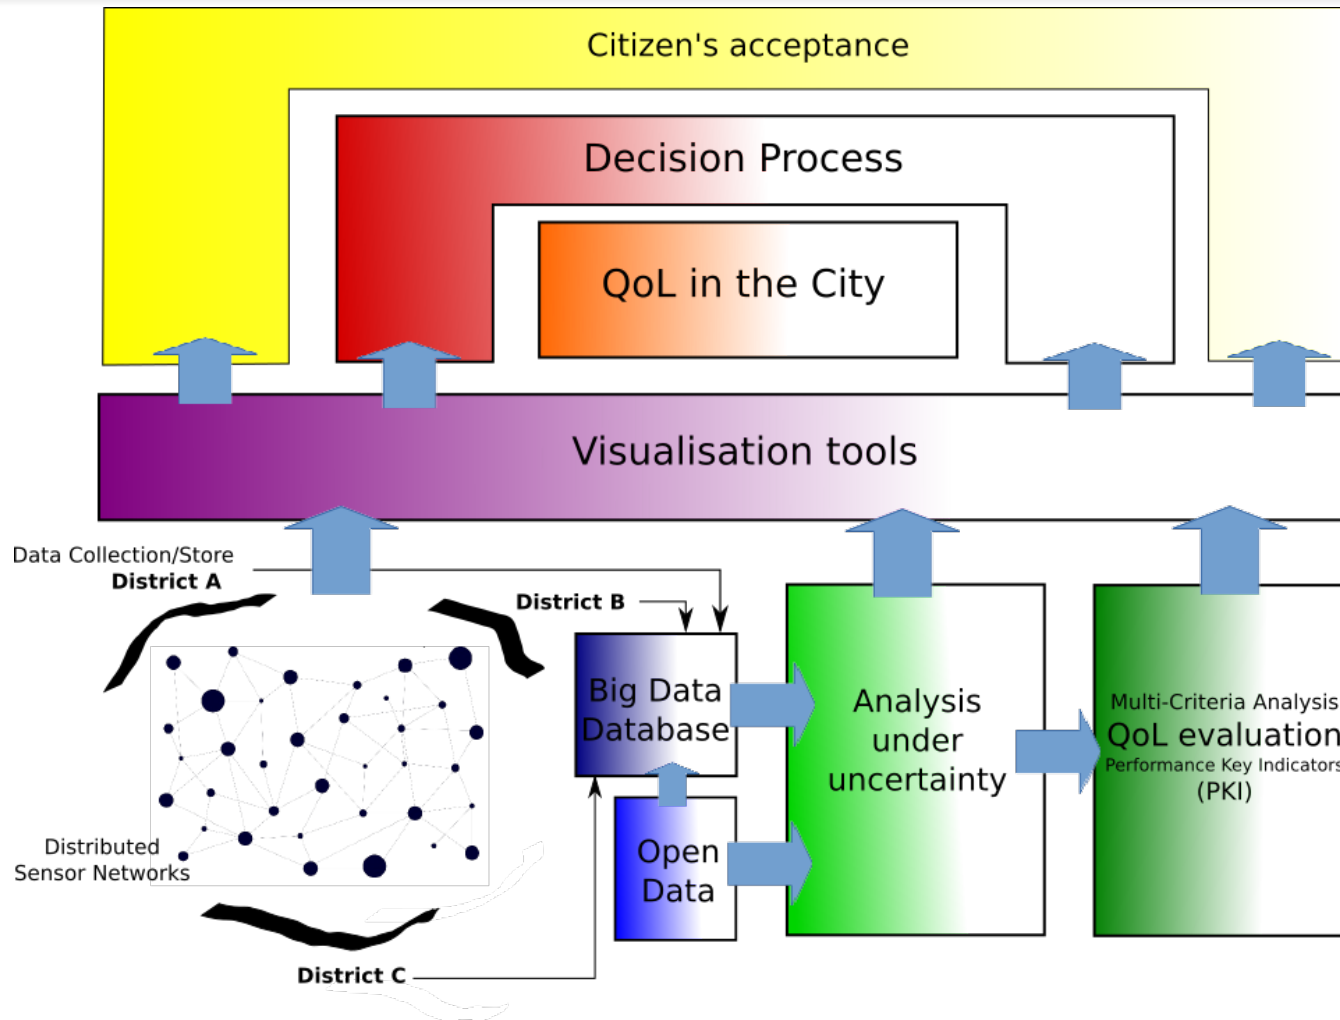 Citizen's acceptance
Decision Process
QoL in the City
Visualisation tools
Data Collection/Store
District A
District B
Big Data
Database
Open
Data
Analysis
under
uncertainty
Multi-Criteria Analysis
QoL evaluation
Performance Key Indicators
(PKI)
Distributed
Sensor Networks
District C